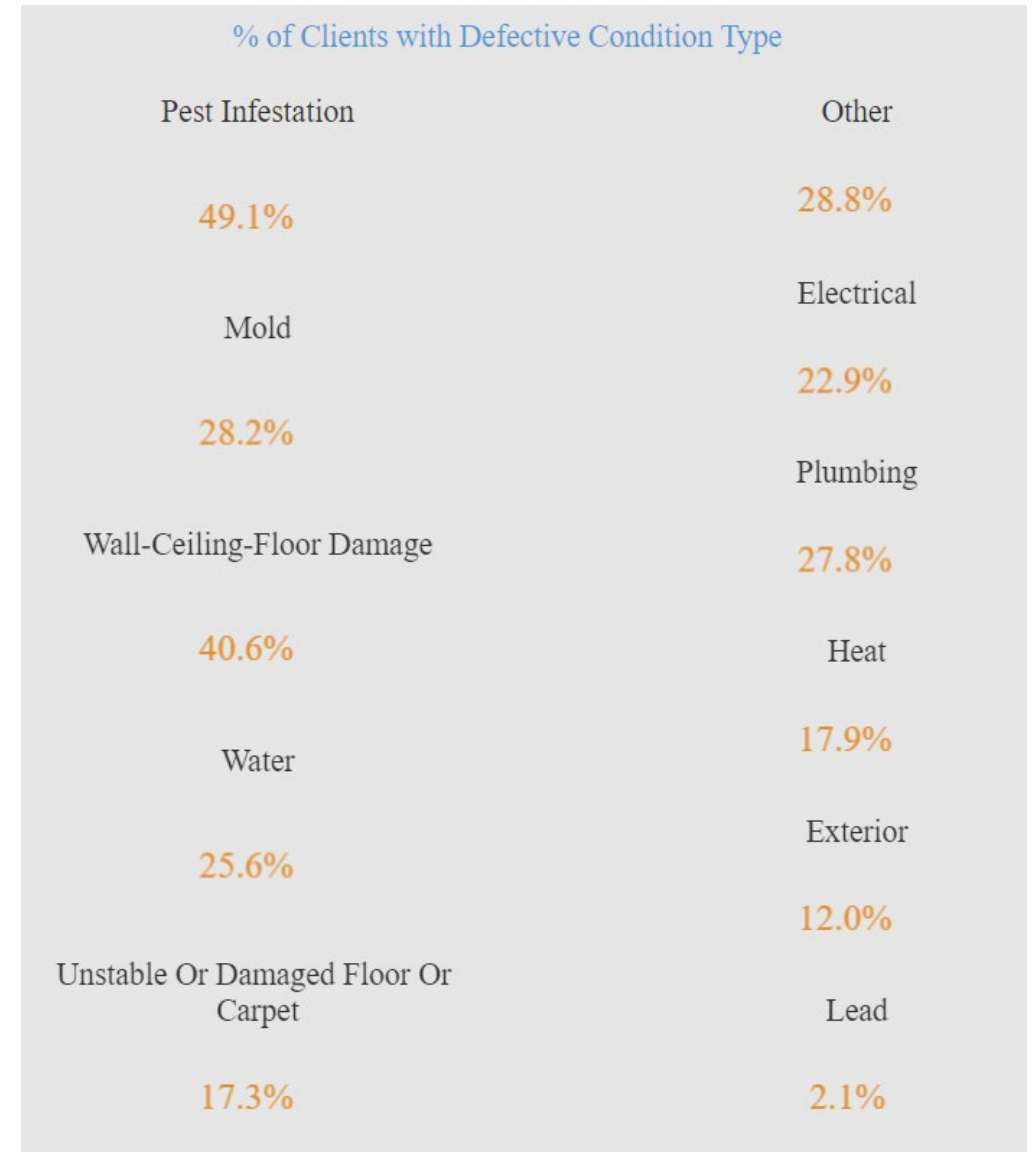 % of Clients with Defective Condition Type
Pest Infestation
49.1%
Mold
28.2%
Wall-Ceiling-Floor Damage
40.6%
Water
25.6%
Unstable Or Damaged Floor Or
Carpet
17.3%
Other
28.8%
Electrical
22.9%
Plumbing
27.8%
Heat
17.9%
Exterior
12.0%
Lead
2.1%